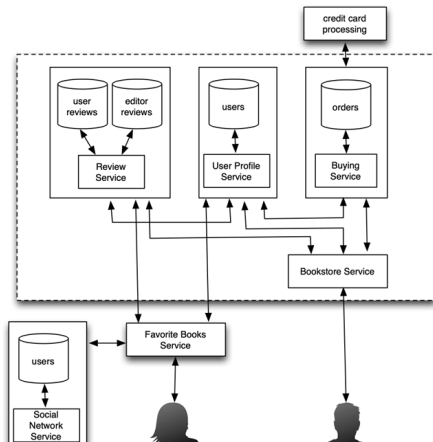 credit card
processing
user
reviews
editor
reviews
Review
Service
users
User Profile
Service
orders
Buying
Service
Bookstore Service
Favorite Books
Service
users
Social
Network
Service